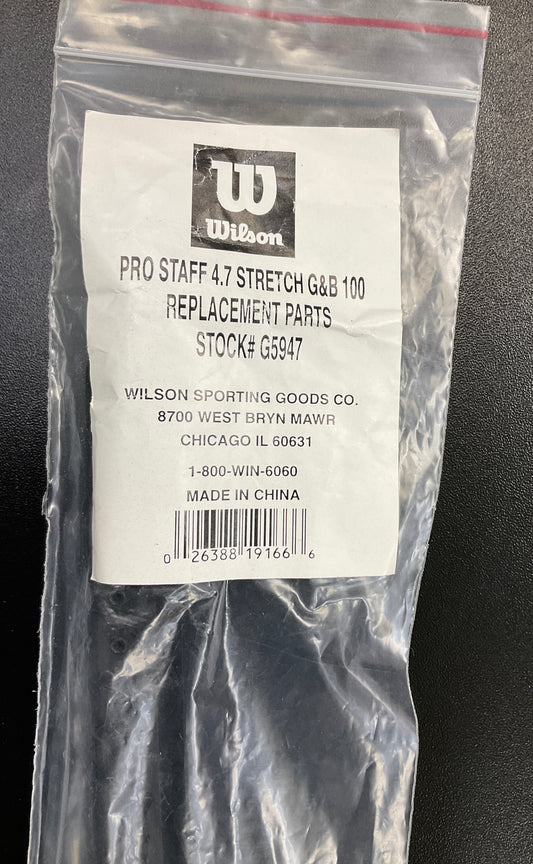 W
Wilson
PRO STAFF 4.7 STRETCH G&B 100
REPLACEMENT PARTS
STOCK# G5947
WILSON SPORTING GOODS CO.
8700 WEST BRYN MAWR
CHICAGO IL 60631
1-800-WIN-6060
MADE IN CHINA
0 26388 19166 6